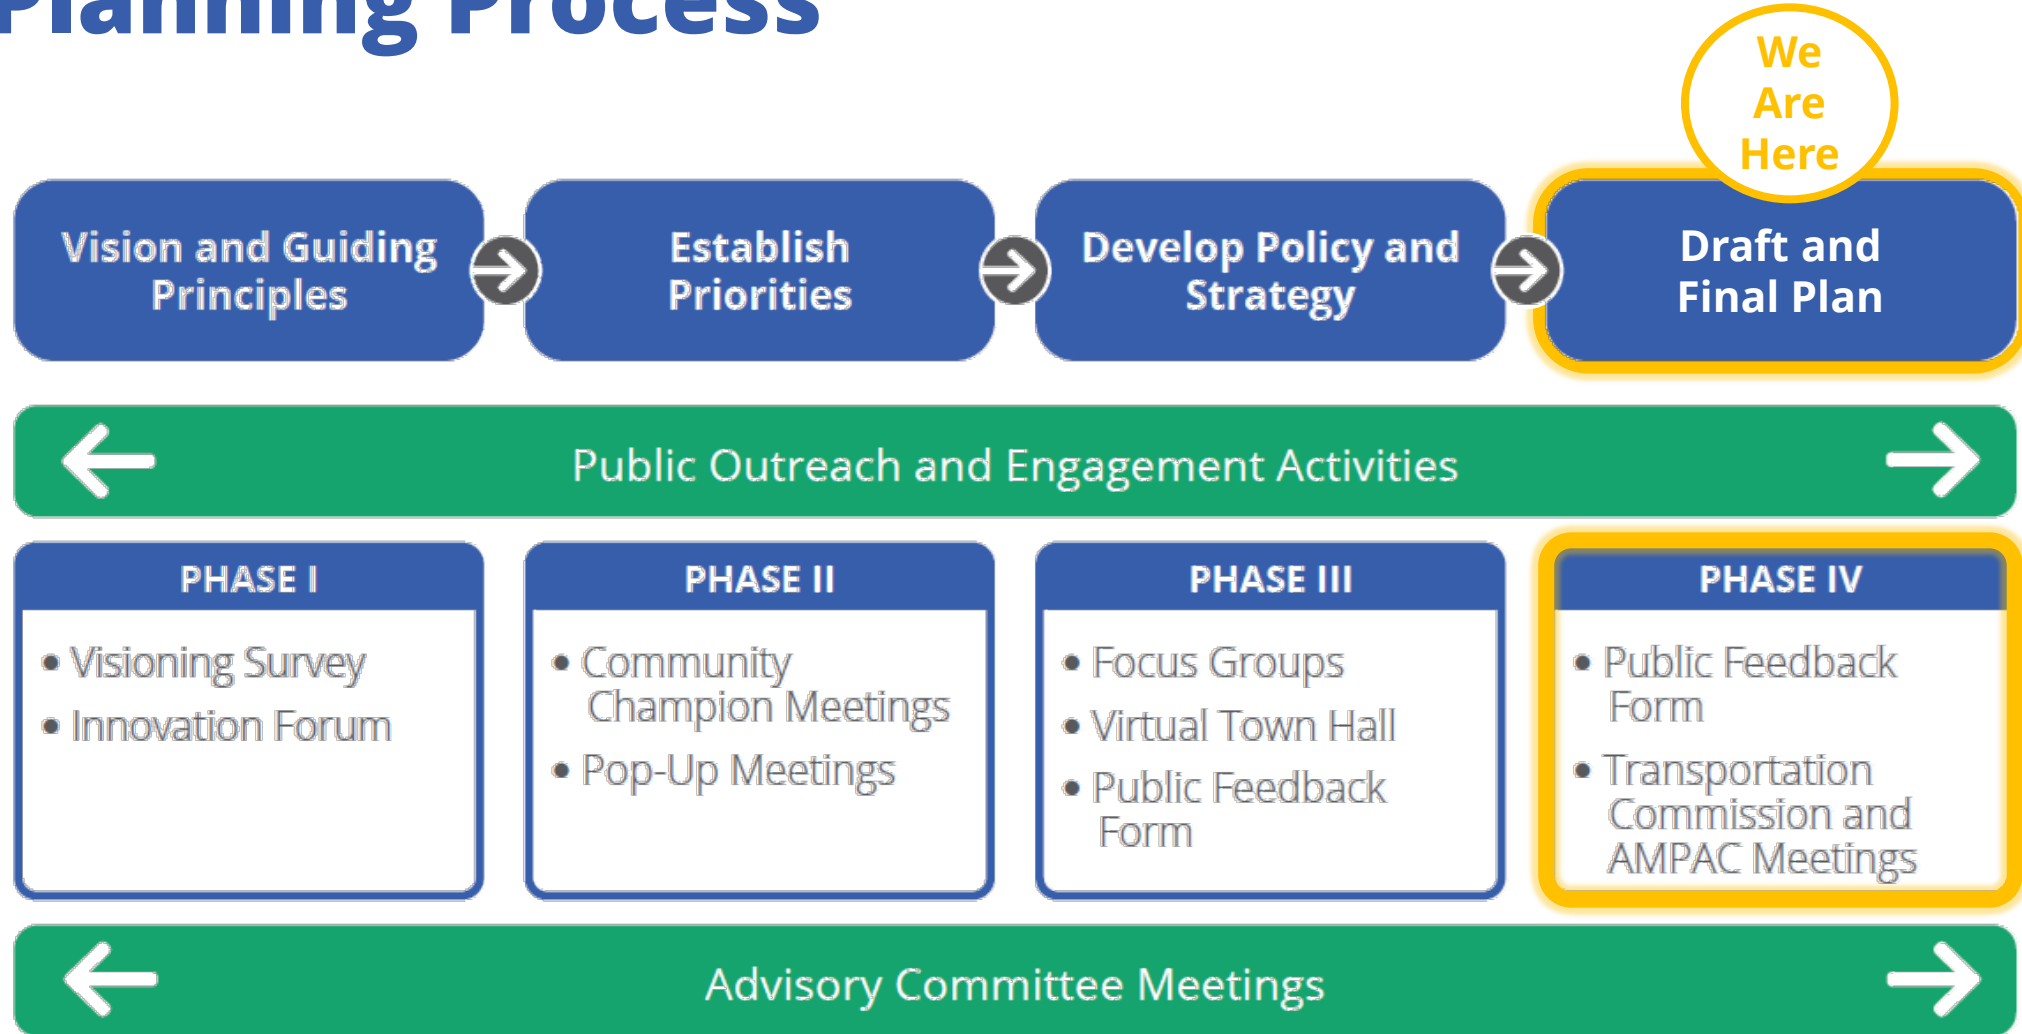 Planning Process
We
Are
Here
Vision and Guiding
Principles
Establish
Priorities
Develop Policy and
Strategy
Draft and
Final Plan
Public Outreach and Engagement Activities
PHASE I
• Visioning Survey
• Innovation Forum
PHASE II
• Community
Champion Meetings
• Pop-Up Meetings
PHASE III
• Focus Groups
• Virtual Town Hall
• Public Feedback
Form
PHASE IV
• Public Feedback
Form
• Transportation
Commission and
AMPAC Meetings
Advisory Committee Meetings